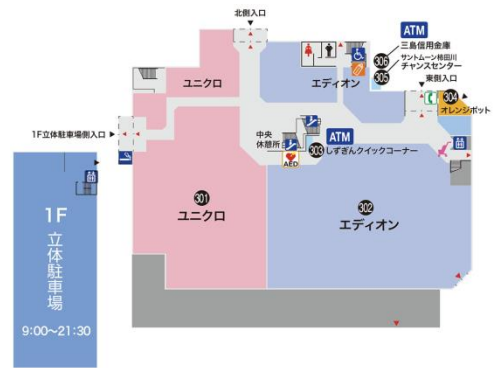 北側入口
ATM
306
三島信用金庫
305
サントムーン柿田川
チャンスセンター
東側入口
304
オレンジポット
ユニクロ
エディオン
1F立体駐車場側入口
中央
休憩所
ATM
303
しずぎんクイックコーナー
AED
301
ユニクロ
302
エディオン
1F
立体駐車場
9:00~21:30